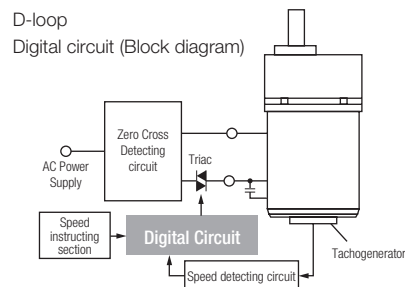 D-loop
Digital circuit (Block diagram)
Zero Cross
Detecting
circuit
Triac
AC Power
Supply
Speed
instructing
section
Digital Circuit
Tachogenerator
Speed detecting circuit